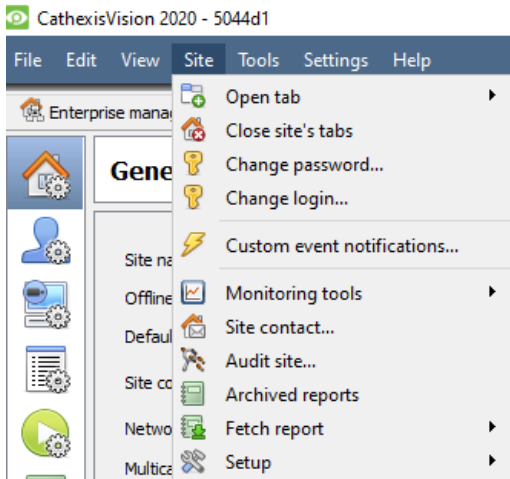 CathexisVision 2020 - 5044d1
File Edit View Site Tools Settings Help
Enterprise mana
Open tab
Close site's tabs
Gene
Change password...
Change login...
Custom event notifications...
Site na
Offline
Monitoring tools
Site contact...
Defaul
Audit site...
Site co
Archived reports
Netwo
Fetch report
Multica
Setup